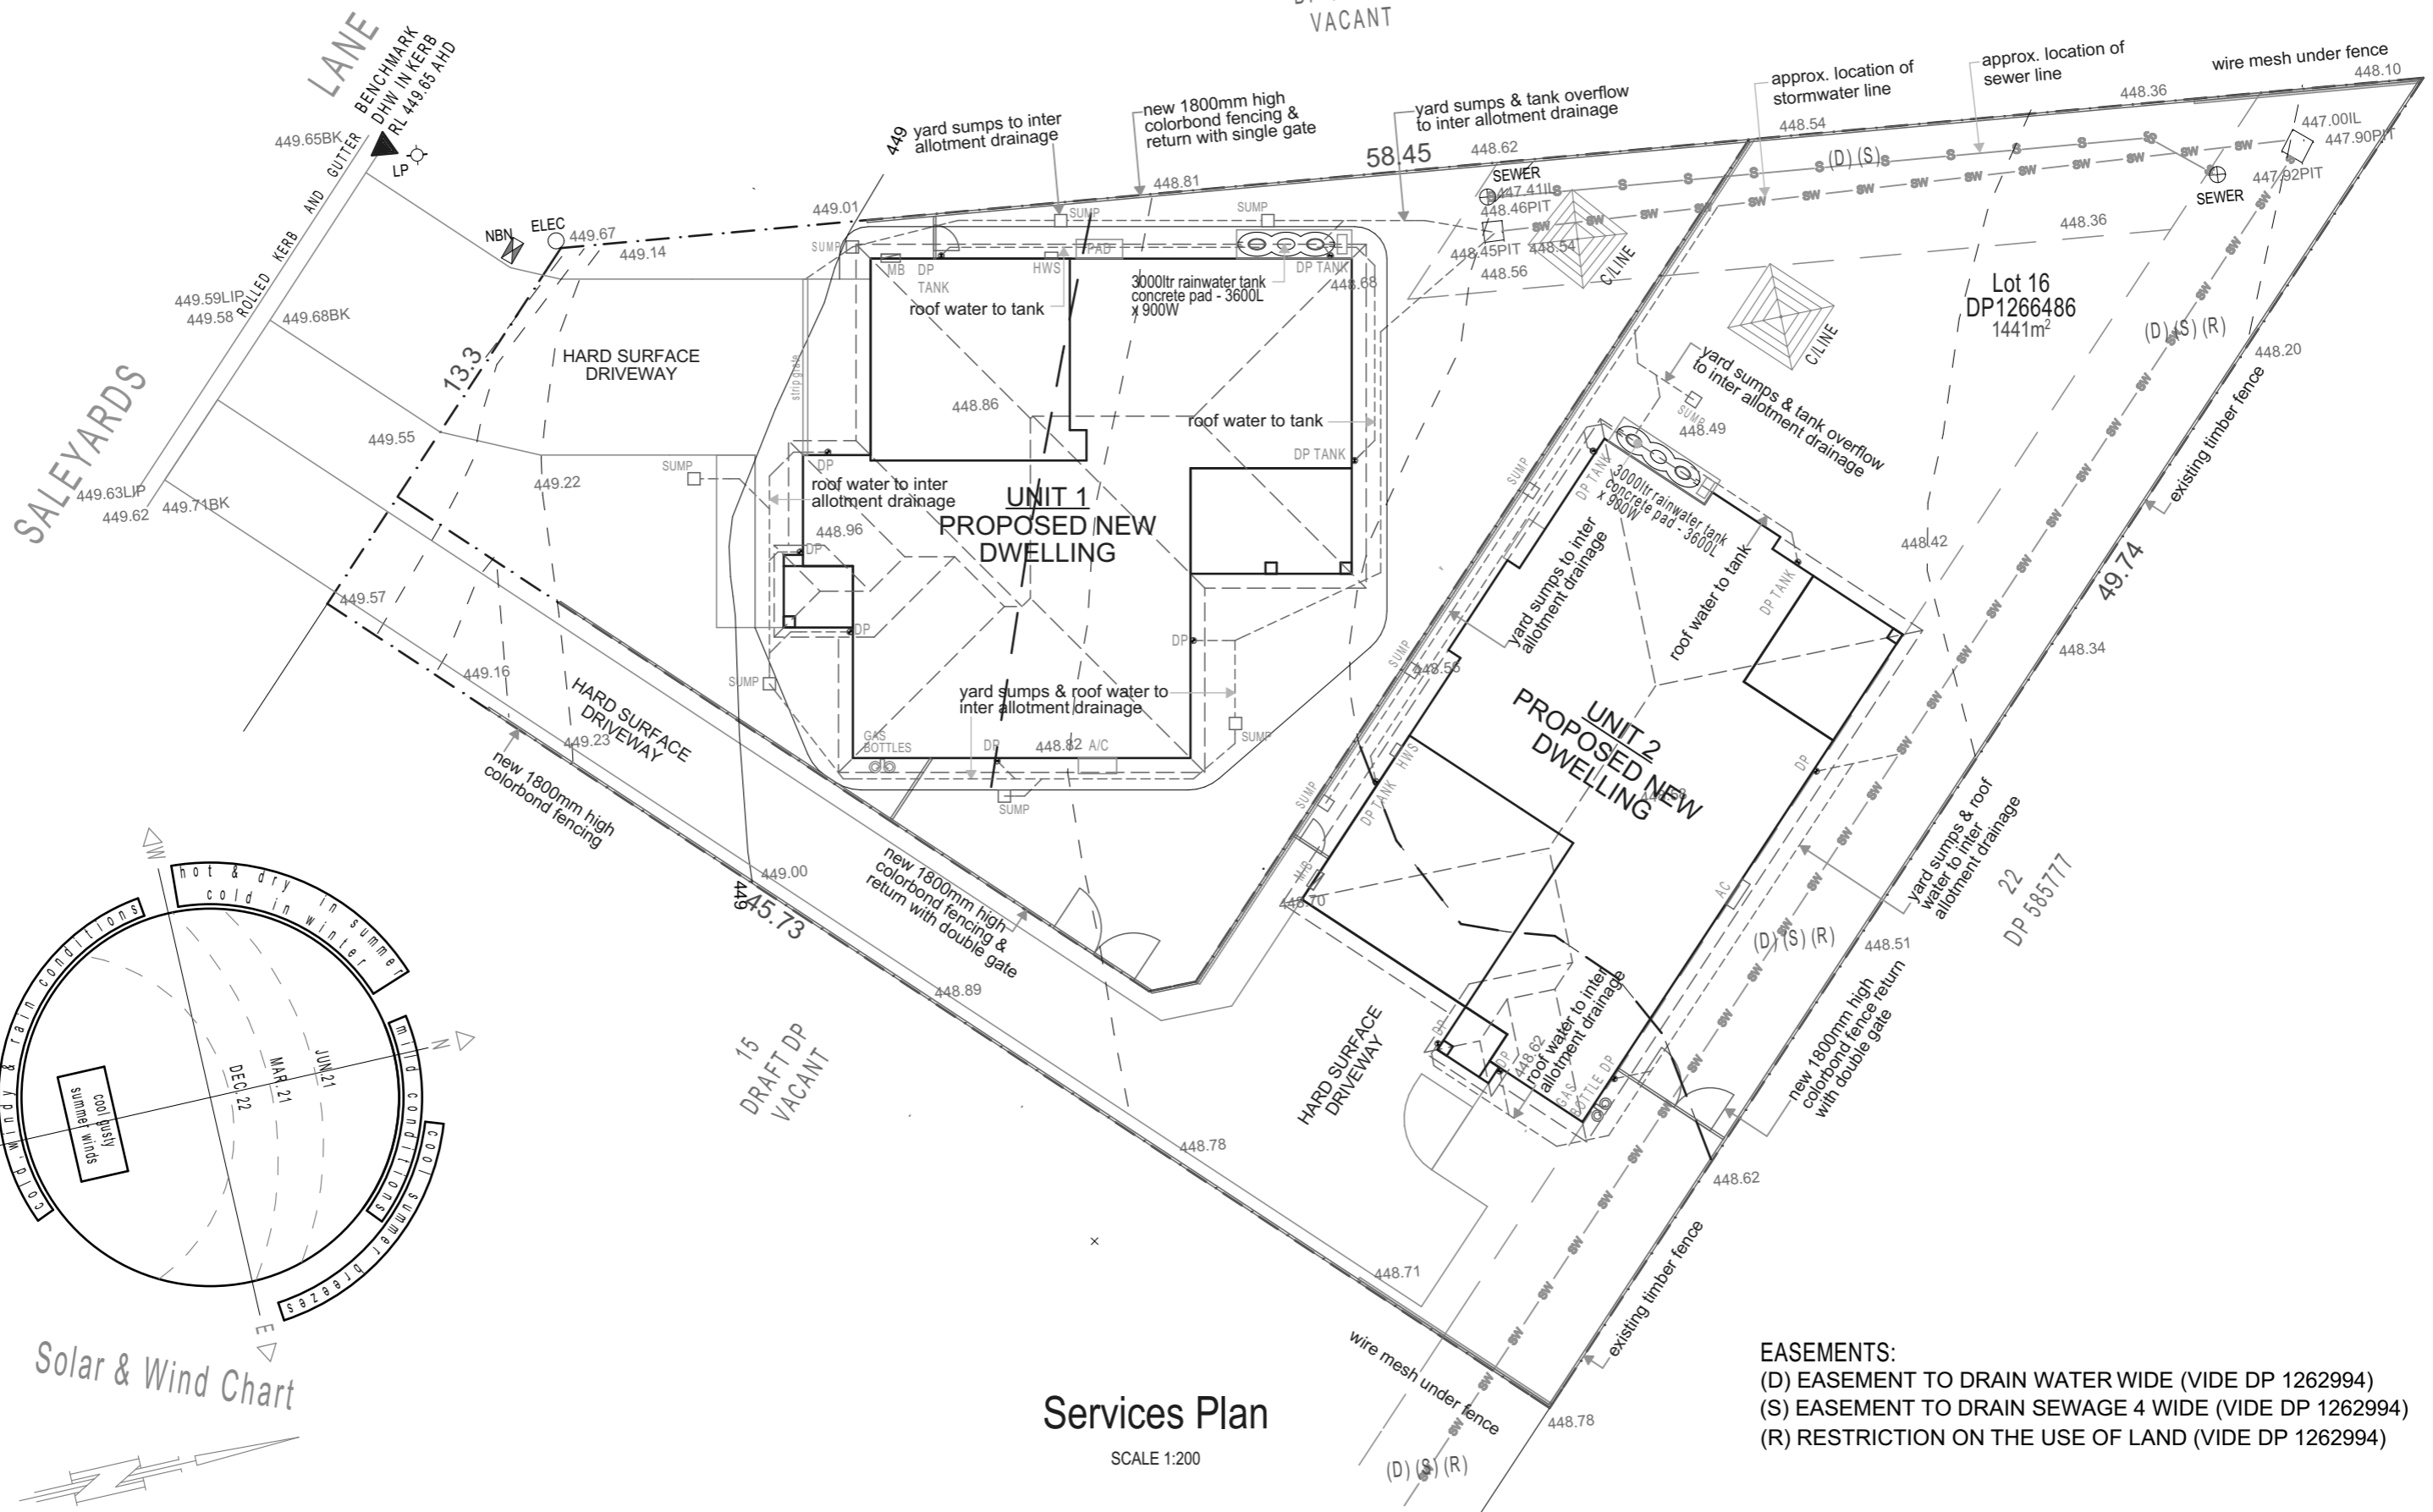 VACANT
LANE
BENCHMARK
DHW IN KERB
RL 449.65 AHD
449.65BK
LP
ROLLED KERB AND GUTTER
NBN
ELEC
449.67
449.14
449.01
449
yard sumps to inter
allotment drainage
new 1800mm high
colorbond fencing &
return with single gate
448.81
58.45
yard sumps & tank overflow
to inter allotment drainage
448.62
SEWER
447.41IL
448.46PIT
448.45PIT
448.54
448.56
C/LINE
approx. location of
stormwater line
448.54
approx. location of
sewer line
448.36
wire mesh under fence
448.10
447.00IL
447.90PIT
447.92PIT
SEWER
(D) (S)
448.36
Lot 16
DP1266486
1441m²
(D) (S) (R)
448.20
existing timber fence
C/LINE
449.59LIP
449.58
449.68BK
13.3
HARD SURFACE
DRIVEWAY
strip grate
SUMP
SUMP
SUMP
MB
DP
TANK
HWS
PAD
roof water to tank
3000ltr rainwater tank
concrete pad - 3600L
x 900W
DP TANK
448.68
448.86
roof water to tank
DP TANK
SALEYARDS
449.55
449.22
449.63LIP
449.62
449.71BK
SUMP
DP
roof water to inter
allotment drainage
448.96
DP
UNIT 1
PROPOSED NEW
DWELLING
DP
DP
SUMP
yard sumps & roof water to
inter allotment drainage
SUMP
GAS
BOTTLES
DP
448.82
A/C
SUMP
449.57
449.16
HARD SURFACE
DRIVEWAY
449.23
new 1800mm high
colorbond fencing
449.00
449
45.73
new 1800mm high
colorbond fencing &
return with double gate
448.89
yard sumps & tank overflow
to inter allotment drainage
SUMP
448.49
SUMP
DP TANK
3000ltr rainwater tank
concrete pad - 3600L
x 900W
yard sumps to inter
allotment drainage
roof water to tank
DP TANK
448.42
49.74
448.34
SUMP
448.55
UNIT 2
PROPOSED NEW
DWELLING
HWS
DP TANK
SUMP
M/B
448.70
DP
AC
yard sumps & roof
water to inter
allotment drainage
22
DP 585777
(D) (S) (R)
448.51
new 1800mm high
colorbond fence return
with double gate
HARD SURFACE
DRIVEWAY
DP
DP
448.62
roof water to inter
allotment drainage
GAS
BOTTLE DP
448.62
15
DRAFT DP
VACANT
448.78
448.71
existing timber fence
wire mesh under fence
448.78
(D) (S) (R)
S
SW
W
hot & dry in summer
cold in winter
N
mild conditions
cool summer breezes
E
cool gusty
summer winds
DEC.22
MAR.21
JUN.21
Solar & Wind Chart
Services Plan
SCALE 1:200
EASEMENTS:
(D) EASEMENT TO DRAIN WATER WIDE (VIDE DP 1262994)
(S) EASEMENT TO DRAIN SEWAGE 4 WIDE (VIDE DP 1262994)
(R) RESTRICTION ON THE USE OF LAND (VIDE DP 1262994)